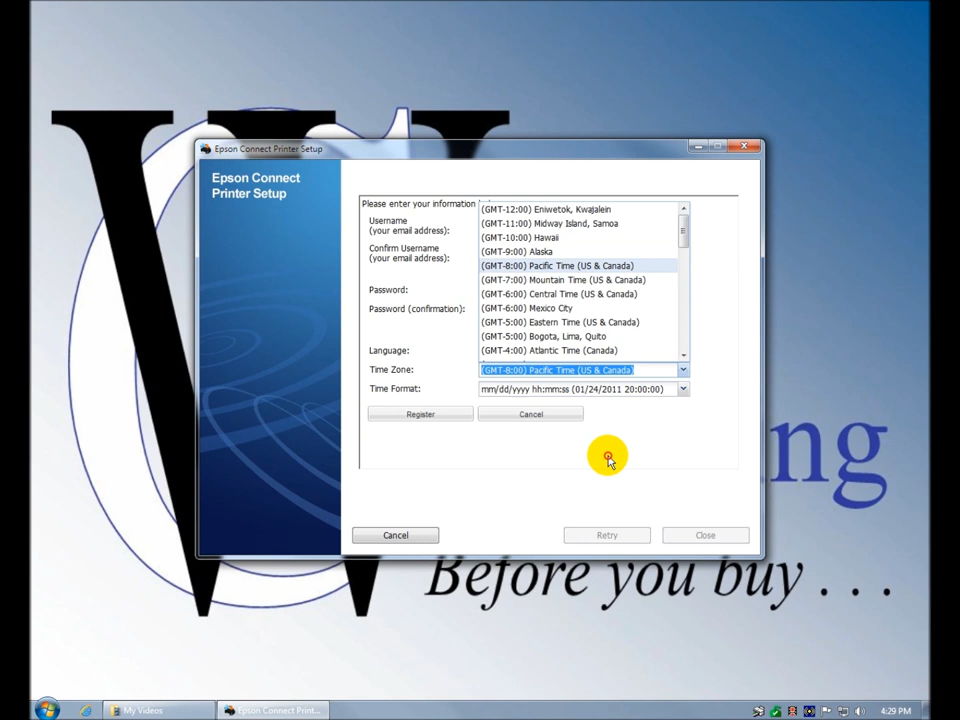 Epson Connect Printer Setup
Epson Connect
Printer Setup
Please enter your information
Username
(your email address):
Confirm Username
(your email address):
Password:
Password (confirmation):
Language:
Time Zone:
Time Format:
(GMT-12:00) Eniwetok, Kwajalein
(GMT-11:00) Midway Island, Samoa
(GMT-10:00) Hawaii
(GMT-9:00) Alaska
(GMT-8:00) Pacific Time (US & Canada)
(GMT-7:00) Mountain Time (US & Canada)
(GMT-6:00) Central Time (US & Canada)
(GMT-6:00) Mexico City
(GMT-5:00) Eastern Time (US & Canada)
(GMT-5:00) Bogota, Lima, Quito
(GMT-4:00) Atlantic Time (Canada)
(GMT-8:00) Pacific Time (US & Canada)
mm/dd/yyyy hh:mm:ss (01/24/2011 20:00:00)
Register
Cancel
Cancel
Retry
Close
ng
Before you buy . . .
My Videos
Epson Connect Print...
4:29 PM